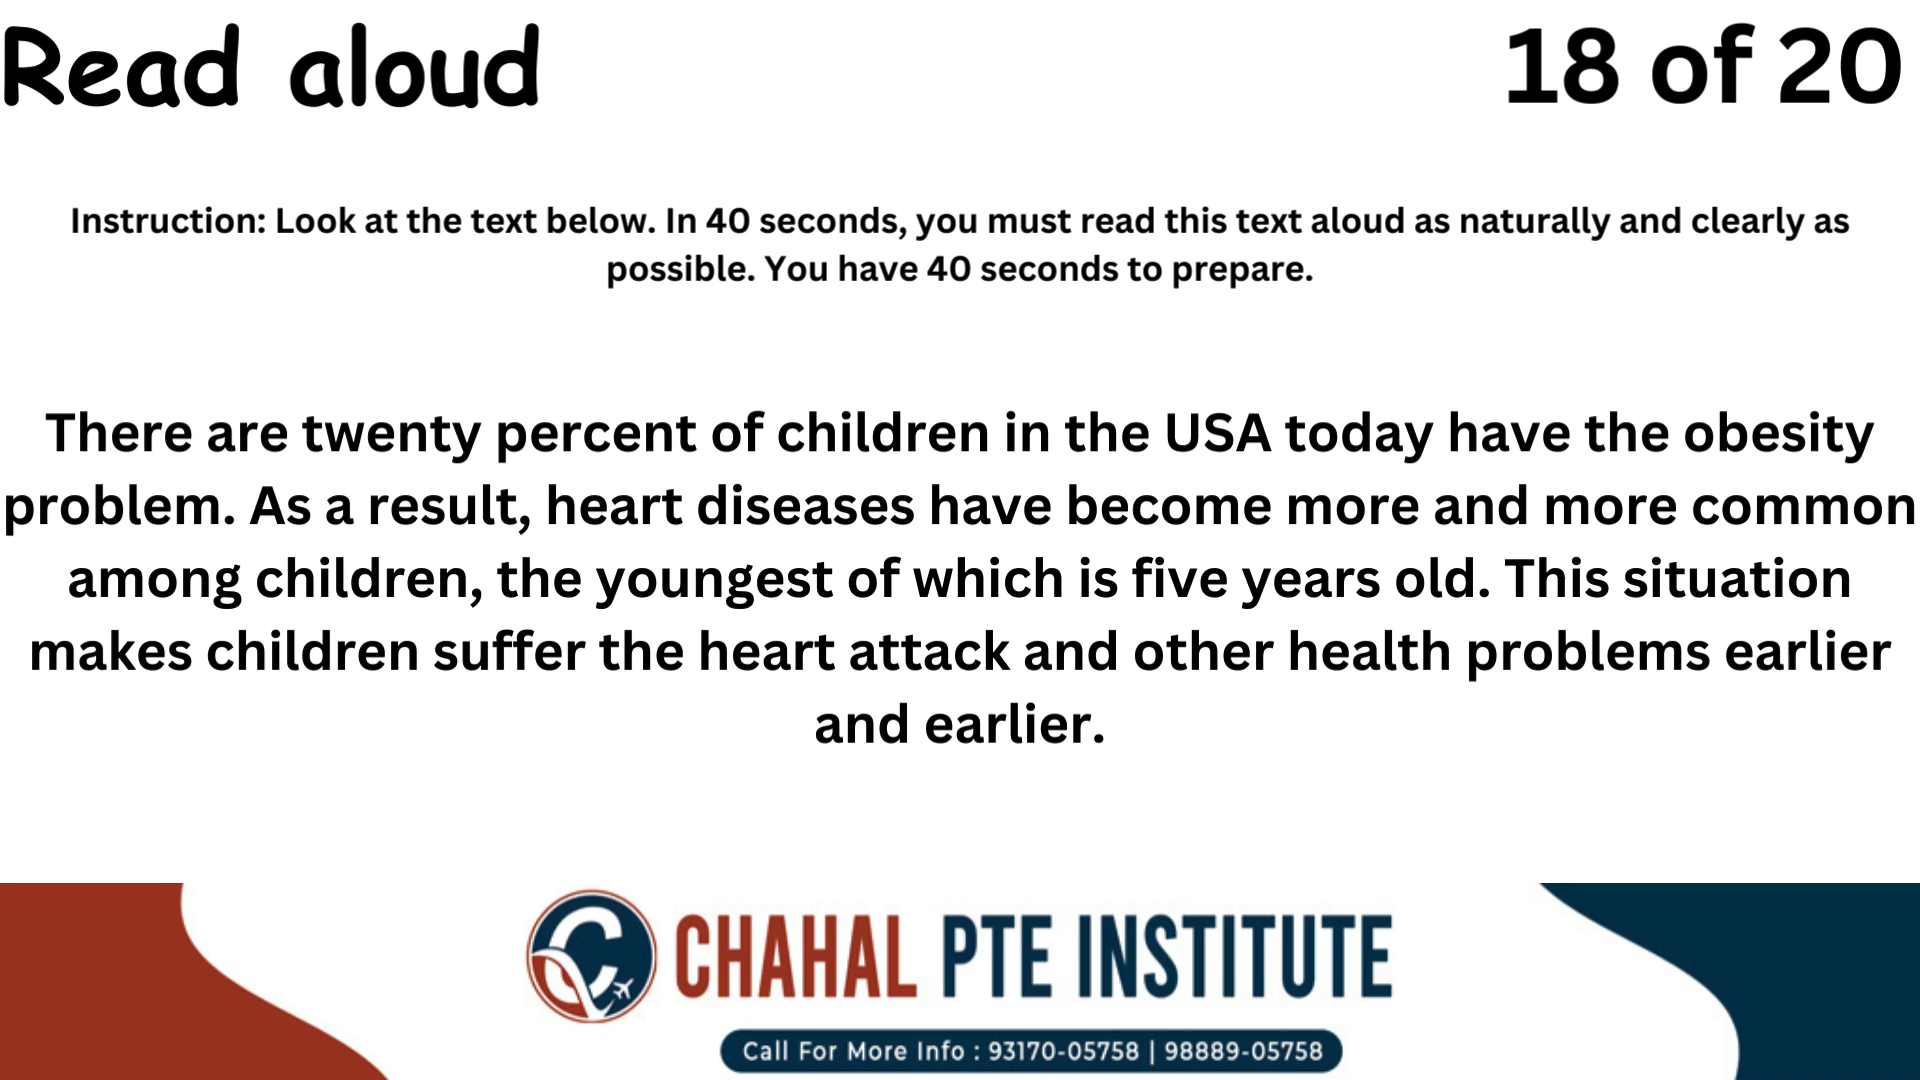 Read aloud
18 of 20
Instruction: Look at the text below. In 40 seconds, you must read this text aloud as naturally and clearly as
possible. You have 40 seconds to prepare.
There are twenty percent of children in the USA today have the obesity
problem. As a result, heart diseases have become more and more common
among children, the youngest of which is five years old. This situation
makes children suffer the heart attack and other health problems earlier
and earlier.
CHAHAL PTE INSTITUTE
Call For More Info : 93170-05758 | 98889-05758